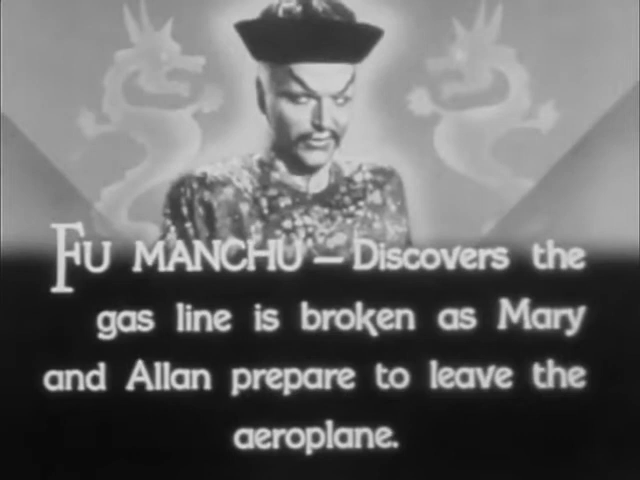 FU MANCHU – Discovers the
gas line is broken as Mary
and Allan prepare to leave the
aeroplane.